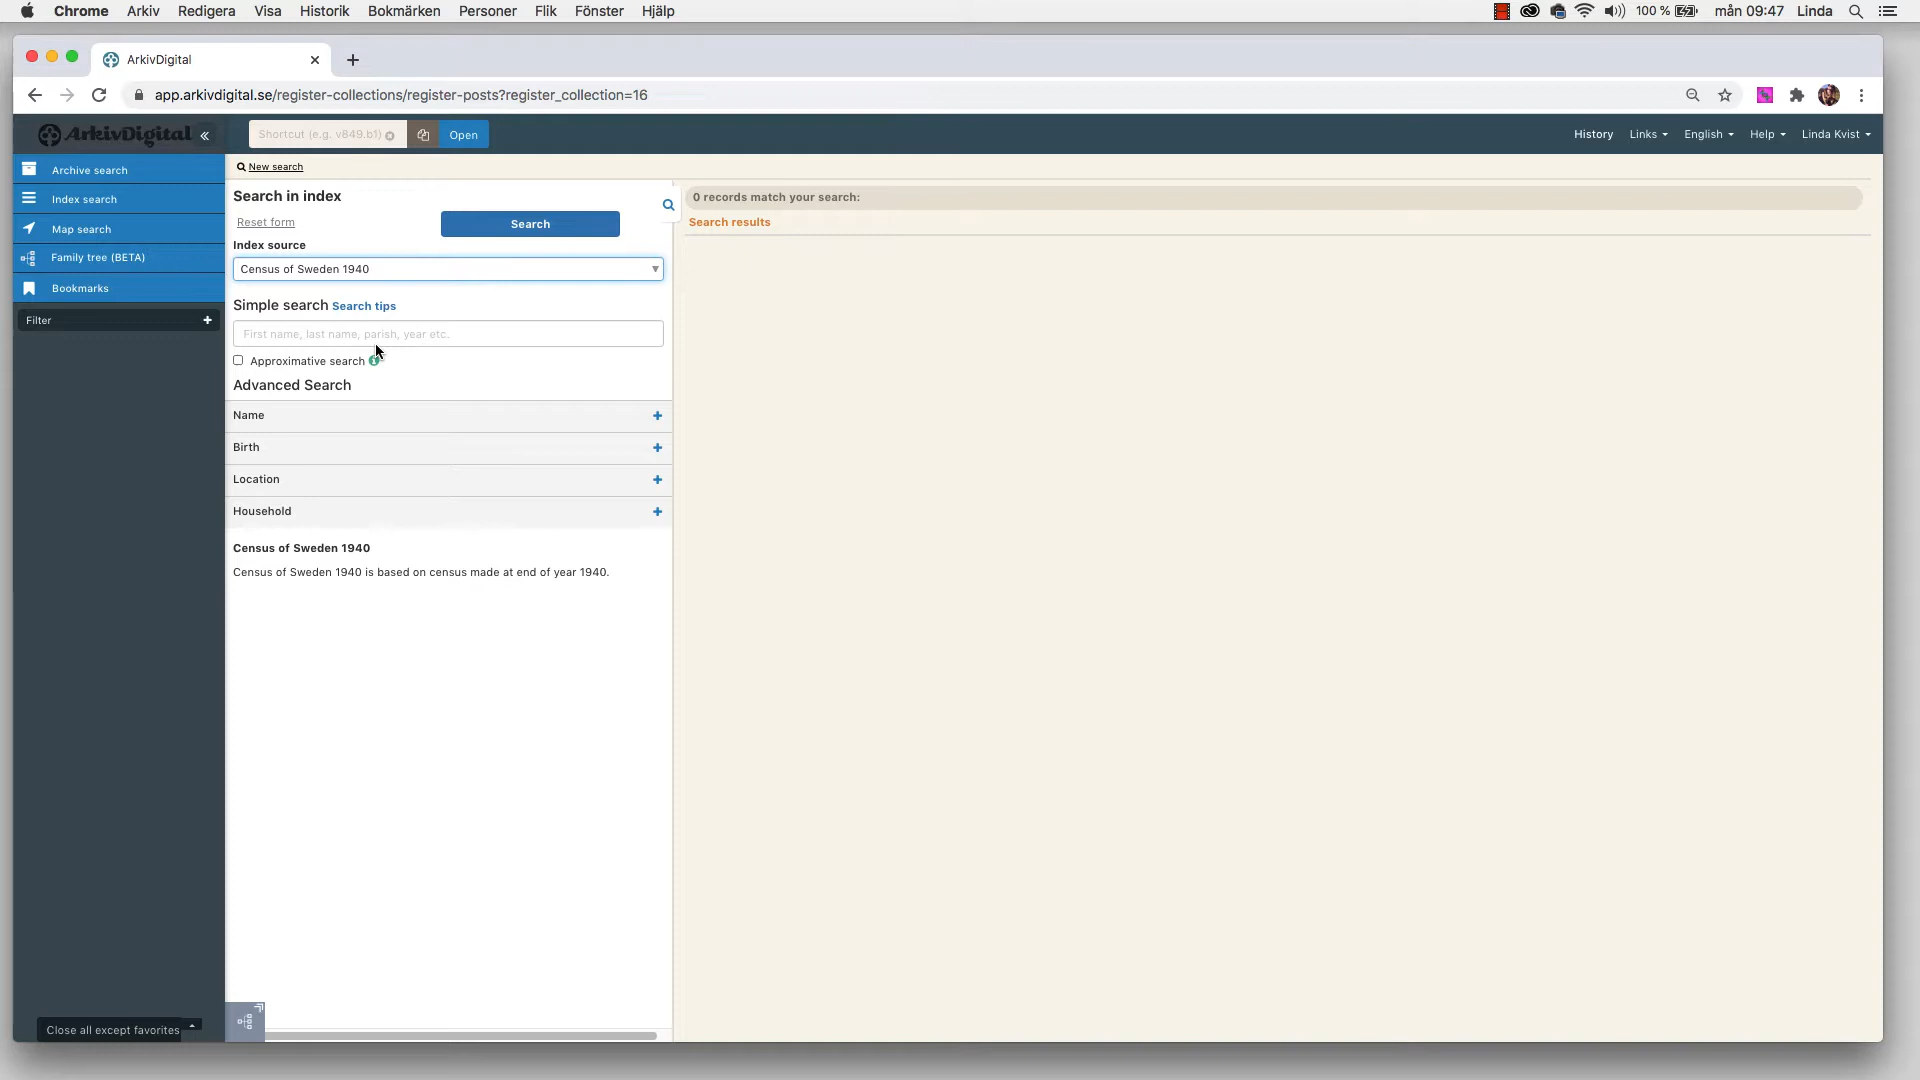 Chrome Arkiv Redigera Visa Historik Bokmärken Personer Flik Fönster Hjälp 100 % mån 09:47 Linda
ArkivDigital
app.arkivdigital.se/register-collections/register-posts?register_collection=16
ArkivDigital « Shortcut (e.g. v849.b1) Open History Links English Help Linda Kvist
Archive search
Index search
Map search
Family tree (BETA)
Bookmarks
Filter +
New search
Search in index
Reset form Search
Index source
Census of Sweden 1940
Simple search Search tips
First name, last name, parish, year etc.
Approximative search
Advanced Search
Name +
Birth +
Location +
Household +
Census of Sweden 1940
Census of Sweden 1940 is based on census made at end of year 1940.
0 records match your search:
Search results
Close all except favorites